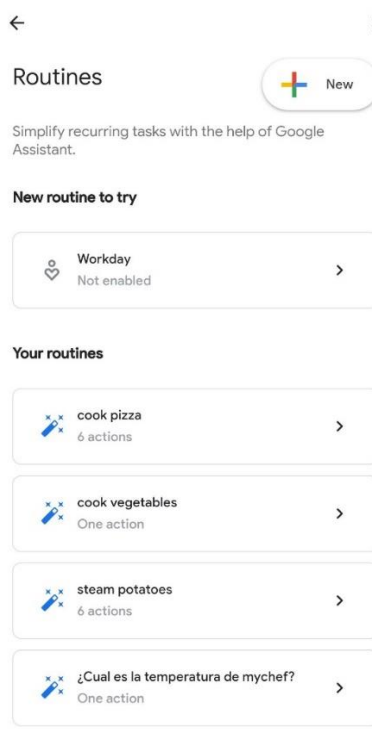 Routines
New
Simplify recurring tasks with the help of Google
Assistant.
New routine to try
Workday
Not enabled
Your routines
cook pizza
6 actions
cook vegetables
One action
steam potatoes
6 actions
¿Cual es la temperatura de mychef?
One action